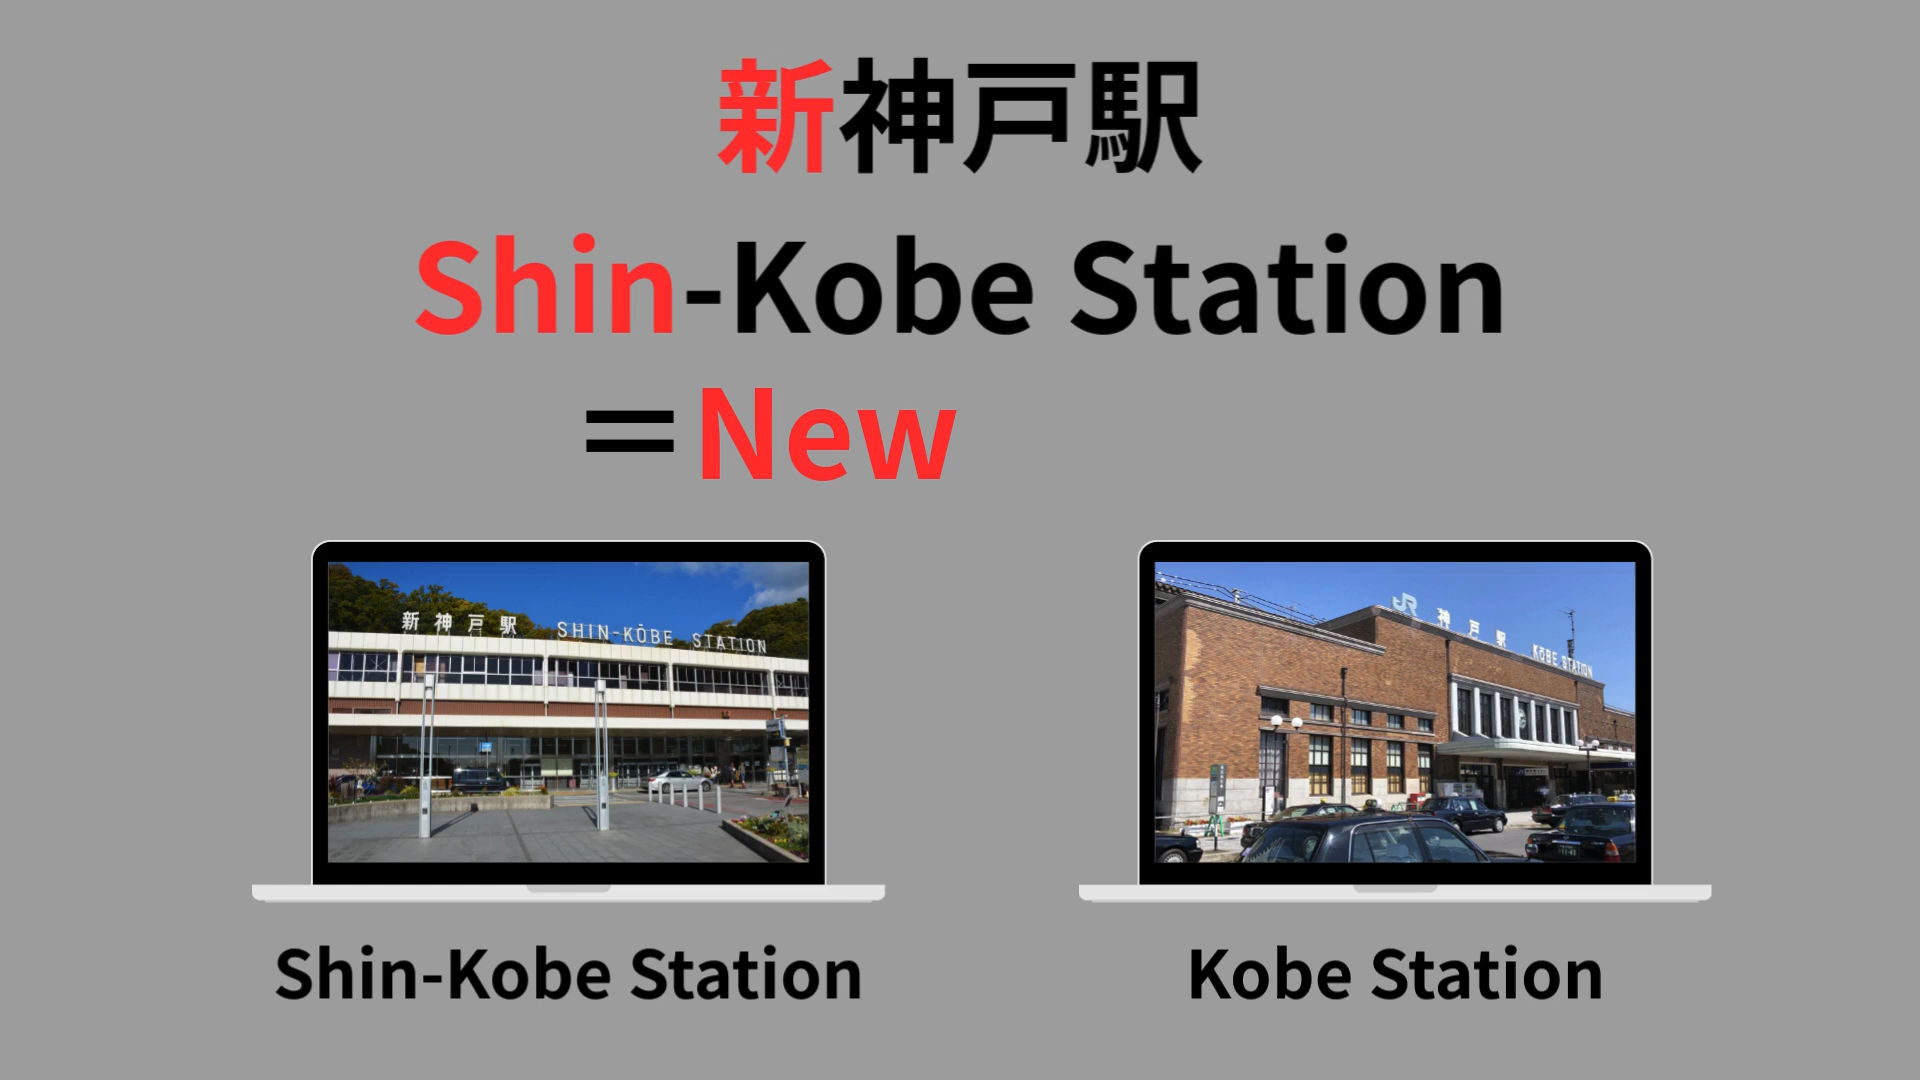 新神戸駅
Shin-Kobe Station
＝New
新神戸駅 SHIN-KŌBE STATION
JR 神戸駅 KŌBE STATION
Shin-Kobe Station
Kobe Station